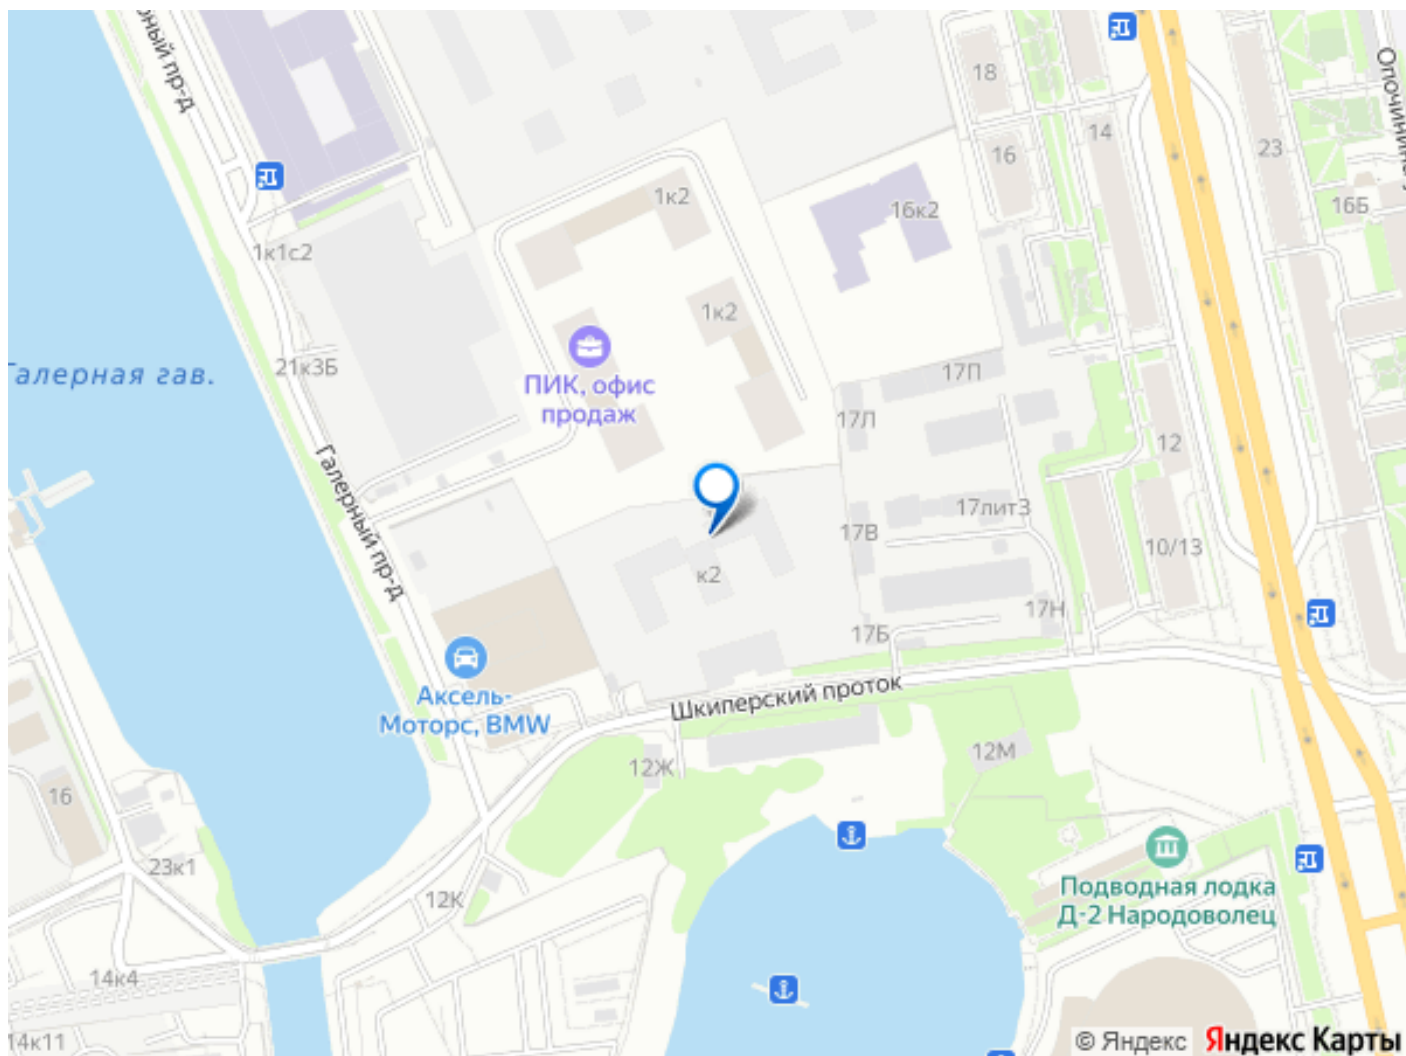 ный пр-д
Опочинина у
18
14
23
16
1к2
16к2
16Б
1к1с2
1к2
21к3Б
Галерная гав.
17П
ПИК, офис
продаж
17Л
12
Галерный пр-д
17лит3
17В
10/13
к2
17Н
17Б
Аксель-
Моторс, BMW
Шкиперский проток
12Ж
12М
16
23к1
12К
Подводная лодка
Д-2 Народоволец
14к4
14к11
© Яндекс Яндекс Карты